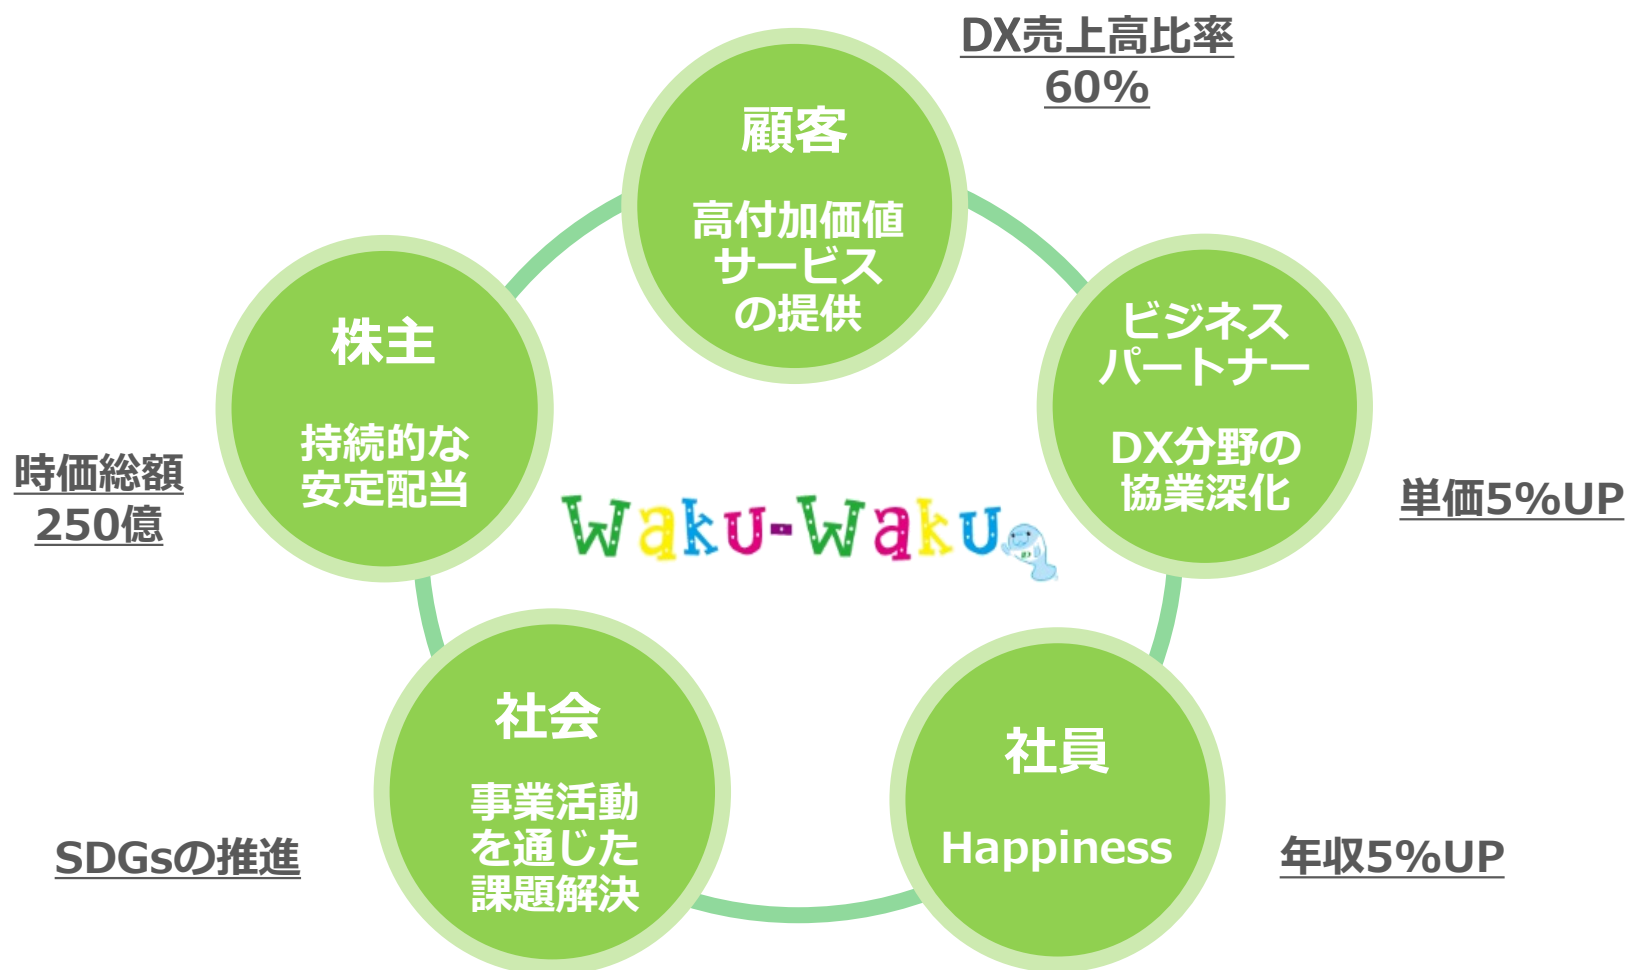 DX売上高比率
60%
顧客
高付加価値
サービス
の提供
ビジネス
パートナー
DX分野の
協業深化
単価5%UP
社員
Happiness
年収5%UP
社会
事業活動
を通じた
課題解決
SDGsの推進
株主
持続的な
安定配当
時価総額
250億
Waku-Waku